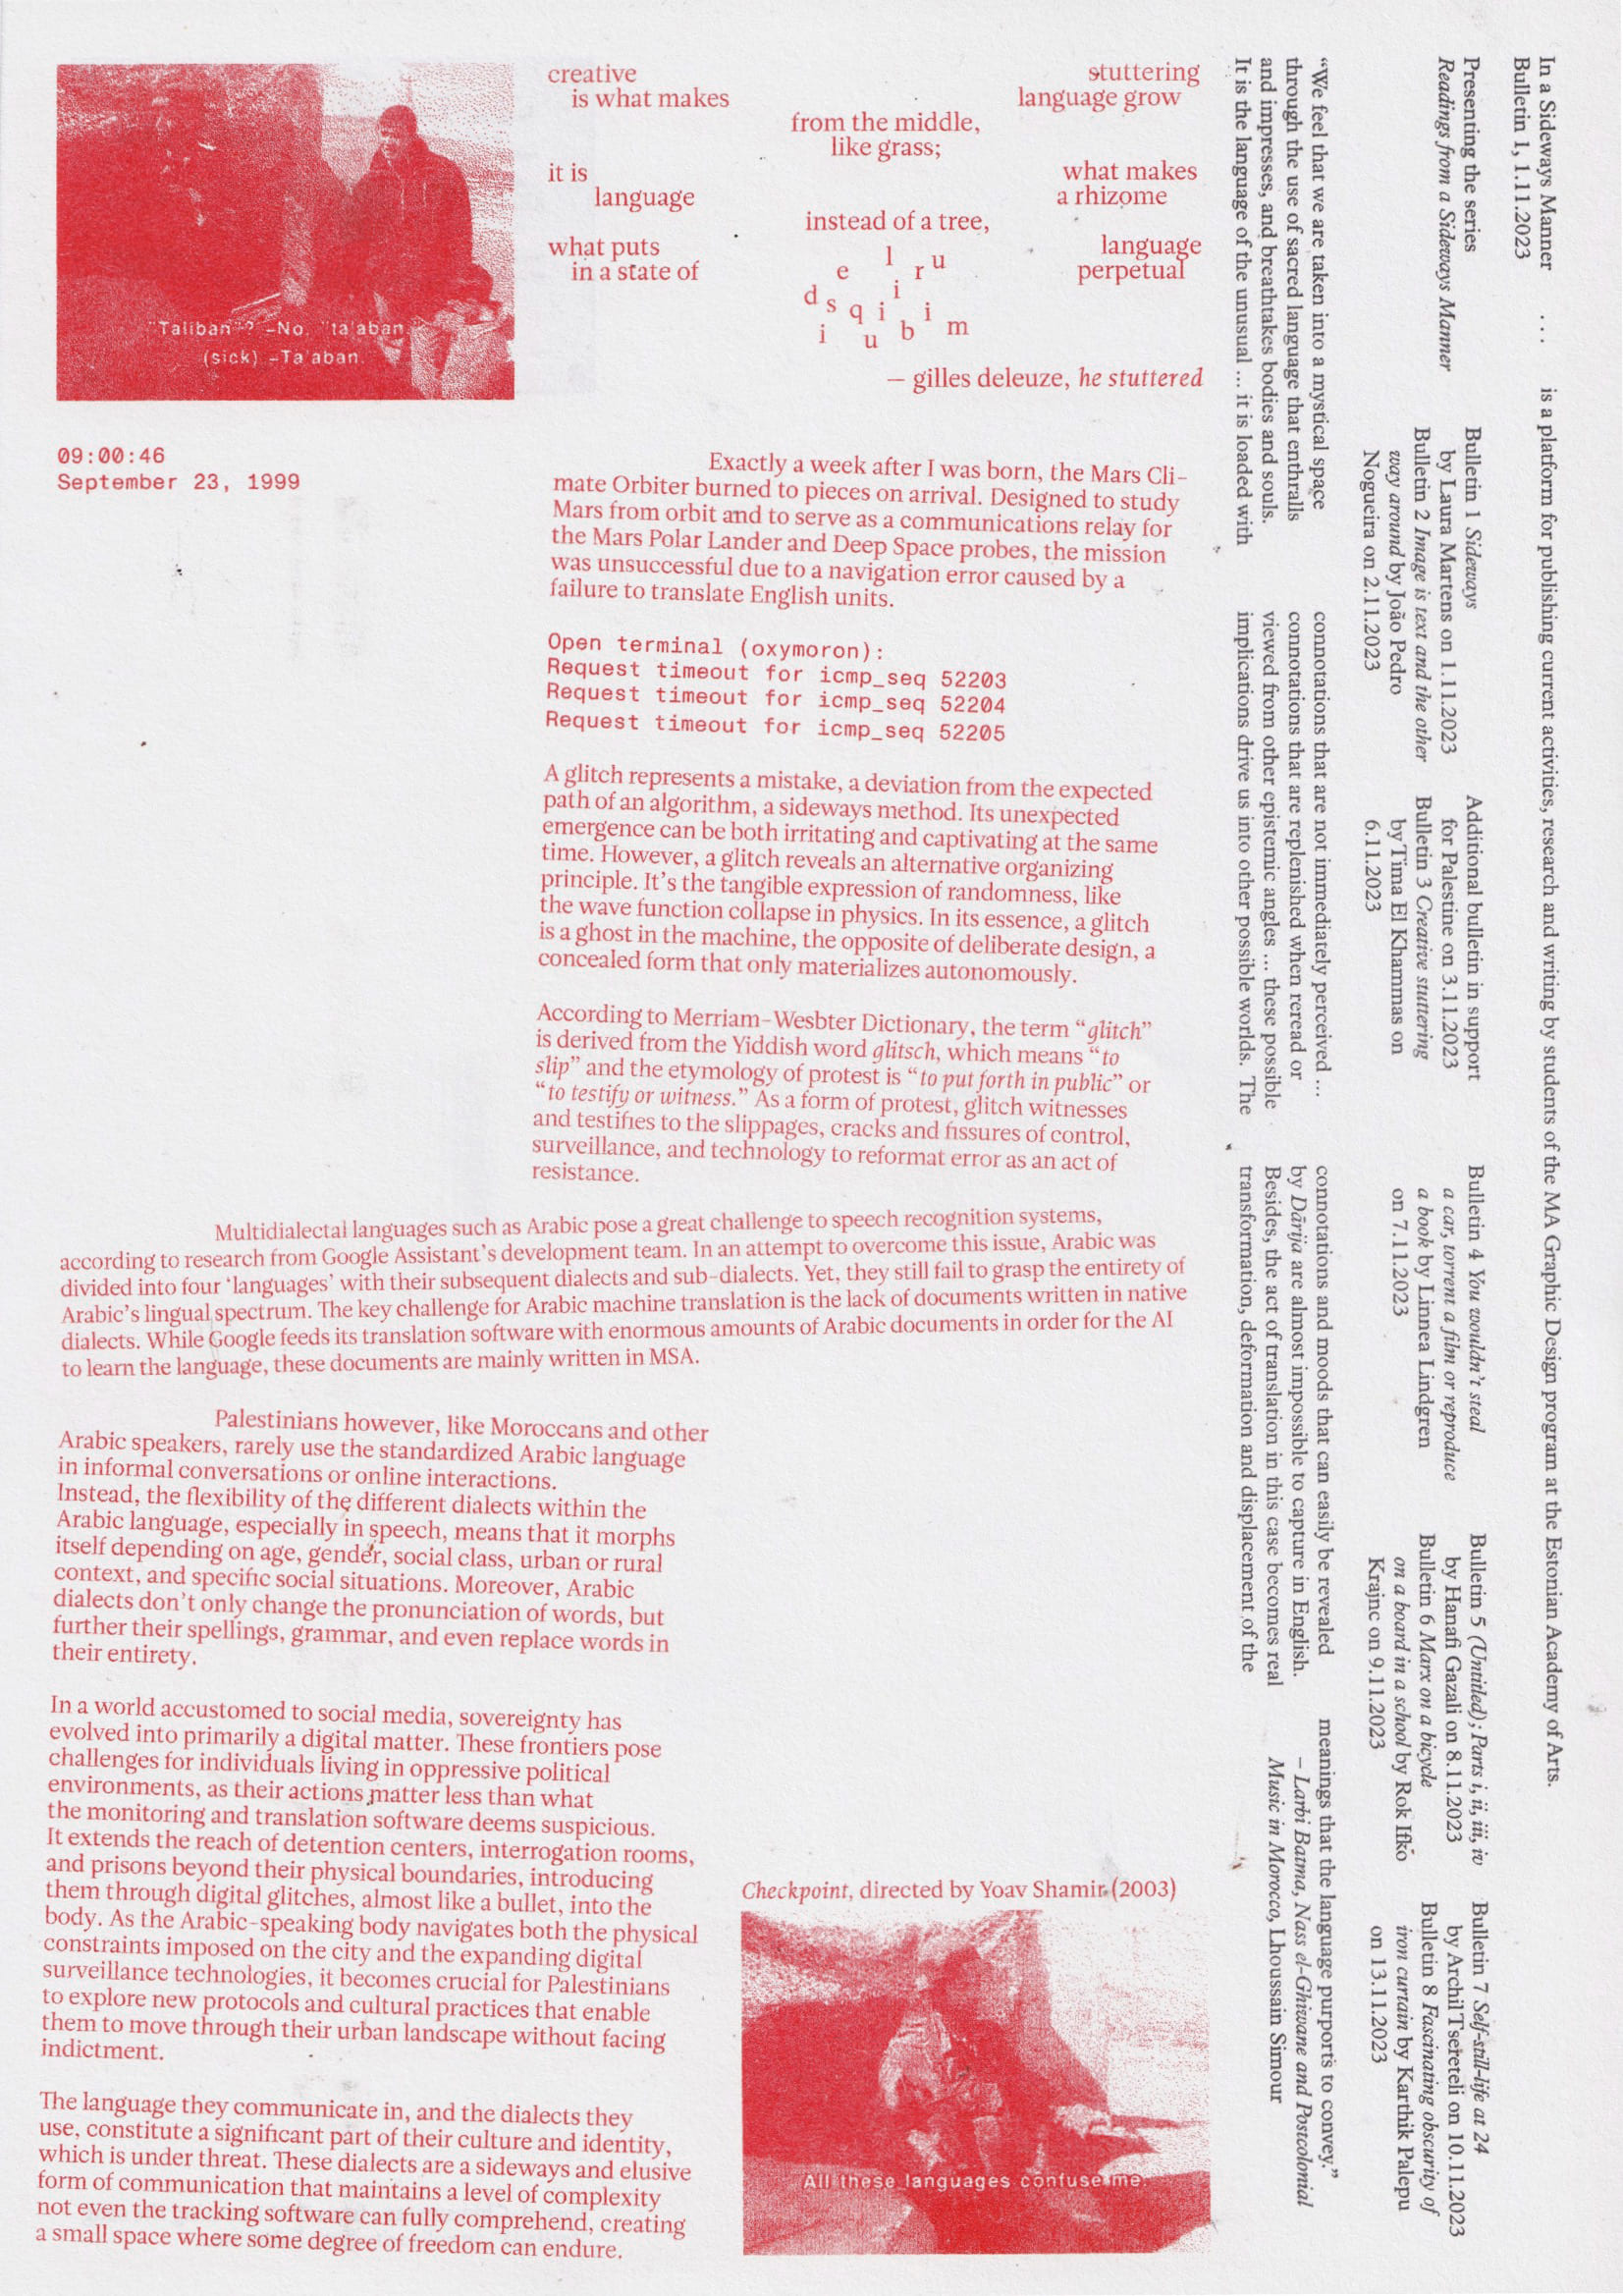 creative stuttering
is what makes language grow
from the middle,
like grass;
it is what makes
language a rhizome
instead of a tree,
what puts language
in a state of perpetual
d i s e q u i l i b r i u m
– gilles deleuze, he stuttered
"Taliban"? –No, "ta'aban
(sick) –Ta'aban.
09:00:46
September 23, 1999
Exactly a week after I was born, the Mars Cli-
mate Orbiter burned to pieces on arrival. Designed to study
Mars from orbit and to serve as a communications relay for
the Mars Polar Lander and Deep Space probes, the mission
was unsuccessful due to a navigation error caused by a
failure to translate English units.
Open terminal (oxymoron):
Request timeout for icmp_seq 52203
Request timeout for icmp_seq 52204
Request timeout for icmp_seq 52205
A glitch represents a mistake, a deviation from the expected
path of an algorithm, a sideways method. Its unexpected
emergence can be both irritating and captivating at the same
time. However, a glitch reveals an alternative organizing
principle. It's the tangible expression of randomness, like
the wave function collapse in physics. In its essence, a glitch
is a ghost in the machine, the opposite of deliberate design, a
concealed form that only materializes autonomously.
According to Merriam-Wesbter Dictionary, the term “glitch”
is derived from the Yiddish word glitsch, which means “to
slip” and the etymology of protest is “to put forth in public” or
“to testify or witness.” As a form of protest, glitch witnesses
and testifies to the slippages, cracks and fissures of control,
surveillance, and technology to reformat error as an act of
resistance.
Multidialectal languages such as Arabic pose a great challenge to speech recognition systems,
according to research from Google Assistant's development team. In an attempt to overcome this issue, Arabic was
divided into four ‘languages’ with their subsequent dialects and sub-dialects. Yet, they still fail to grasp the entirety of
Arabic's lingual spectrum. The key challenge for Arabic machine translation is the lack of documents written in native
dialects. While Google feeds its translation software with enormous amounts of Arabic documents in order for the AI
to learn the language, these documents are mainly written in MSA.
Palestinians however, like Moroccans and other
Arabic speakers, rarely use the standardized Arabic language
in informal conversations or online interactions.
Instead, the flexibility of the different dialects within the
Arabic language, especially in speech, means that it morphs
itself depending on age, gender, social class, urban or rural
context, and specific social situations. Moreover, Arabic
dialects don't only change the pronunciation of words, but
further their spellings, grammar, and even replace words in
their entirety.
In a world accustomed to social media, sovereignty has
evolved into primarily a digital matter. These frontiers pose
challenges for individuals living in oppressive political
environments, as their actions matter less than what
the monitoring and translation software deems suspicious.
It extends the reach of detention centers, interrogation rooms,
and prisons beyond their physical boundaries, introducing
them through digital glitches, almost like a bullet, into the
body. As the Arabic-speaking body navigates both the physical
constraints imposed on the city and the expanding digital
surveillance technologies, it becomes crucial for Palestinians
to explore new protocols and cultural practices that enable
them to move through their urban landscape without facing
indictment.
The language they communicate in, and the dialects they
use, constitute a significant part of their culture and identity,
which is under threat. These dialects are a sideways and elusive
form of communication that maintains a level of complexity
not even the tracking software can fully comprehend, creating
a small space where some degree of freedom can endure.
Checkpoint, directed by Yoav Shamir (2003)
All these languages confuse me.
In a Sideways Manner ... is a platform for publishing current activities, research and writing by students of the MA Graphic Design program at the Estonian Academy of Arts.
Bulletin 1, 1.11.2023
Presenting the series
Readings from a Sideways Manner
Bulletin 1 Sideways
by Laura Martens on 1.11.2023
Bulletin 2 Image is text and the other
way around by João Pedro
Nogueira on 2.11.2023
Additional bulletin in support
for Palestine on 3.11.2023
Bulletin 3 Creative stuttering
by Tima El Khammas on
6.11.2023
Bulletin 4 You wouldn't steal
a car, torrent a film or reproduce
a book by Linnea Lindgren
on 7.11.2023
Bulletin 5 (Untitled); Parts i, ii, iii, iv
by Hanafi Gazali on 8.11.2023
Bulletin 6 Marx on a bicycle
on a board in a school by Rok Ifko
Krajnc on 9.11.2023
Bulletin 7 Self-still-life at 24
by Archil Tsereteli on 10.11.2023
Bulletin 8 Fascinating obscurity of
iron curtain by Karthik Palepu
on 13.11.2023
“We feel that we are taken into a mystical space
through the use of sacred language that enthralls
and impresses, and breathtakes bodies and souls.
It is the language of the unusual ... it is loaded with
connotations that are not immediately perceived ...
connotations that are replenished when reread or
viewed from other epistemic angles ... these possible
implications drive us into other possible worlds. The
connotations and moods that can easily be revealed
by Dārija are almost impossible to capture in English.
Besides, the act of translation in this case becomes real
transformation, deformation and displacement of the
meanings that the language purports to convey.”
– Larbi Batma, Nass el-Ghiwane and Postcolonial
Music in Morocco, Lhoussain Simour